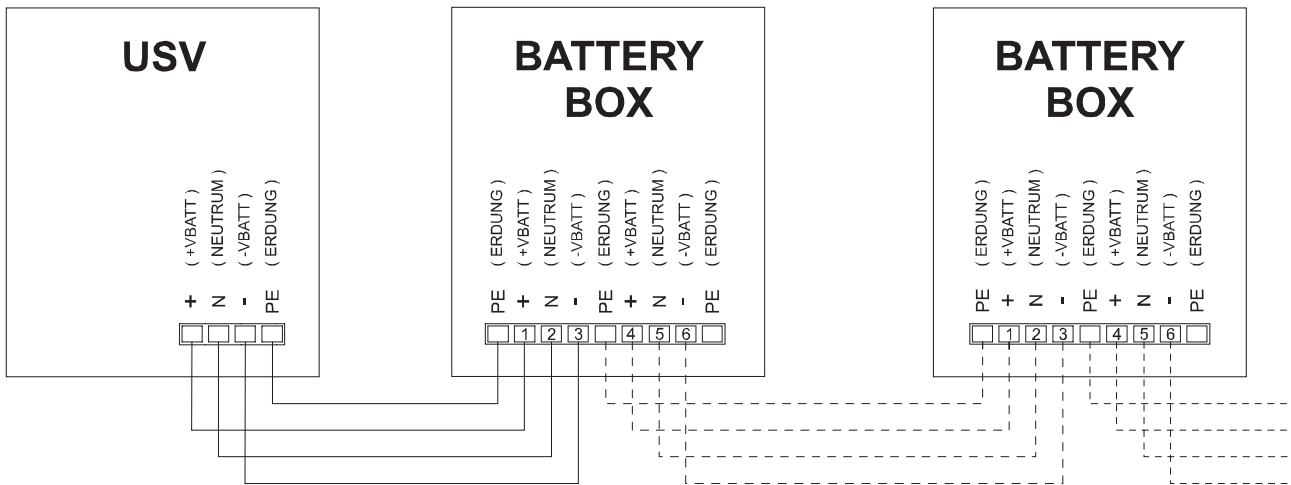 USV
BATTERY
BOX
BATTERY
BOX
( +VBATT )
( NEUTRUM )
( -VBATT )
( ERDUNG )
+
N
-
PE
( ERDUNG )
( +VBATT )
( NEUTRUM )
( -VBATT )
( ERDUNG )
( +VBATT )
( NEUTRUM )
( -VBATT )
( ERDUNG )
PE
+
N
-
PE
+
N
-
PE
1 2 3 4 5 6
( ERDUNG )
( +VBATT )
( NEUTRUM )
( -VBATT )
( ERDUNG )
( +VBATT )
( NEUTRUM )
( -VBATT )
( ERDUNG )
PE
+
N
-
PE
+
N
-
PE
1 2 3 4 5 6